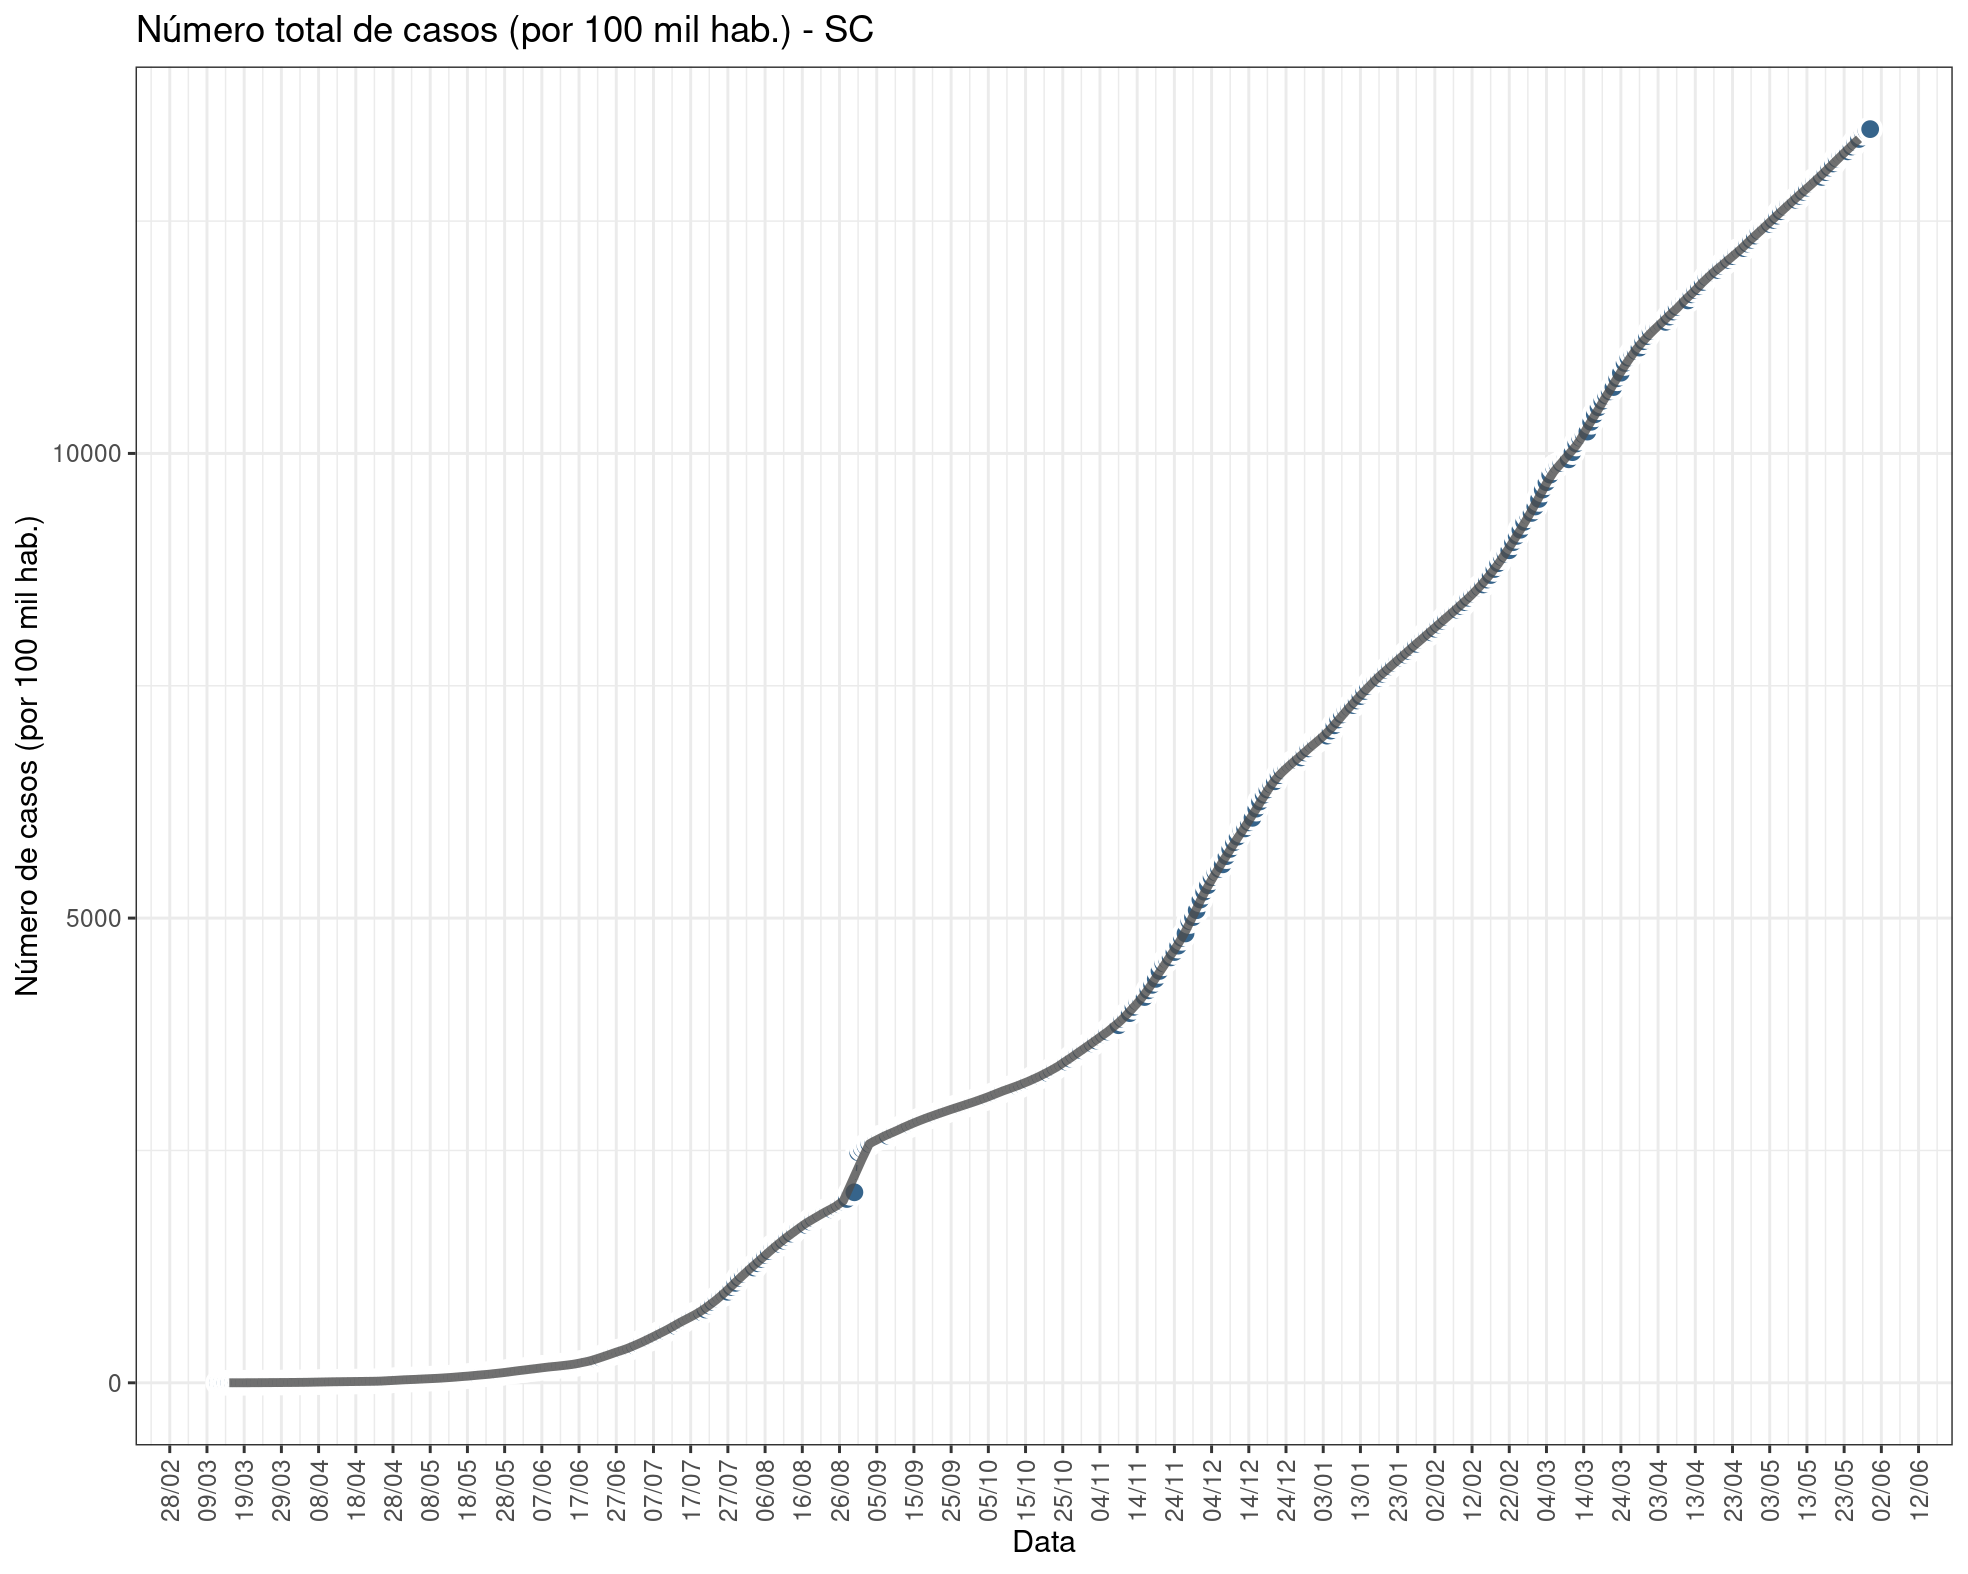 Número total de casos (por 100 mil hab.) - SC
Número de casos (por 100 mil hab.)
10000
5000
0
28/02 09/03 19/03 29/03 08/04 18/04 28/04 08/05 18/05 28/05 07/06 17/06 27/06 07/07 17/07 27/07 06/08 16/08 26/08 05/09 15/09 25/09 05/10 15/10 25/10 04/11 14/11 24/11 04/12 14/12 24/12 03/01 13/01 23/01 02/02 12/02 22/02 04/03 14/03 24/03 03/04 13/04 23/04 03/05 13/05 23/05 02/06 12/06
Data